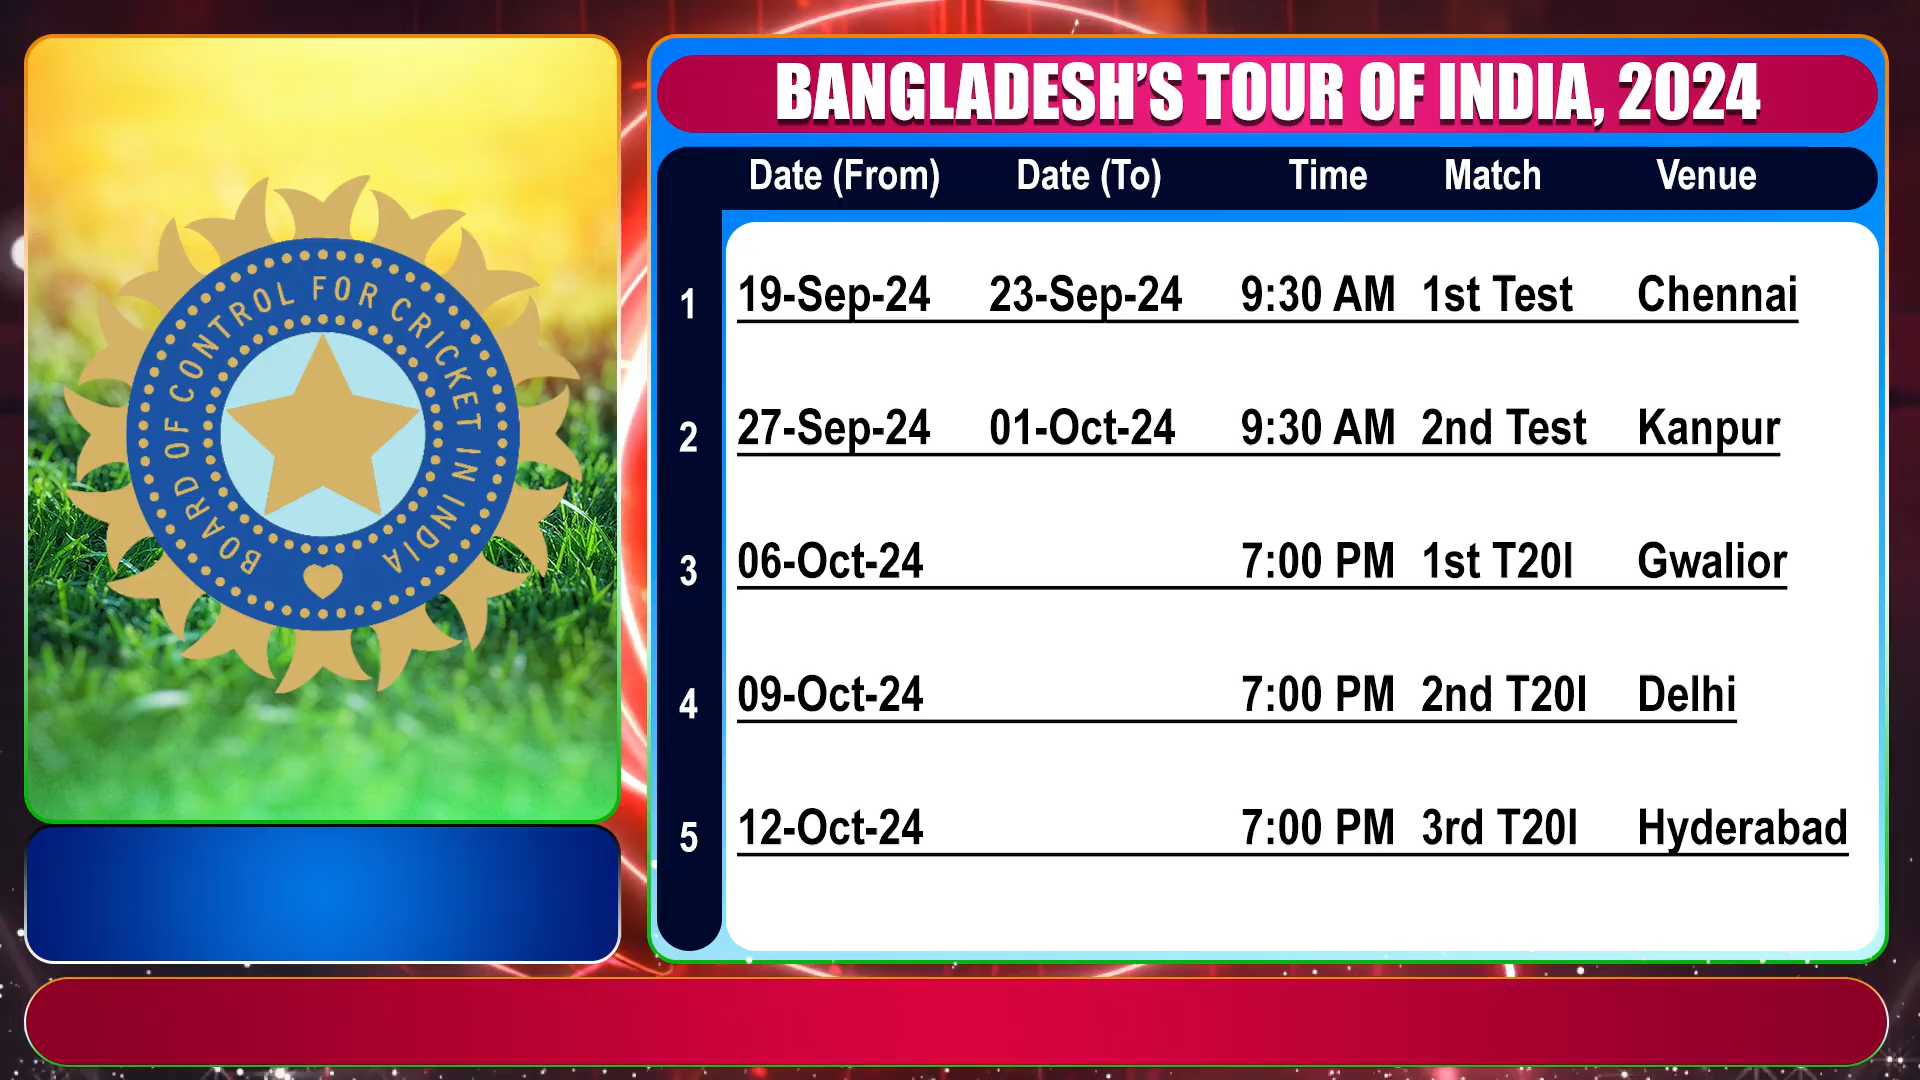 BANGLADESH'S TOUR OF INDIA, 2024
Date (From) Date (To) Time Match Venue
1 19-Sep-24 23-Sep-24 9:30 AM 1st Test Chennai
2 27-Sep-24 01-Oct-24 9:30 AM 2nd Test Kanpur
3 06-Oct-24 7:00 PM 1st T20I Gwalior
4 09-Oct-24 7:00 PM 2nd T20I Delhi
5 12-Oct-24 7:00 PM 3rd T20I Hyderabad
BOARD OF CONTROL FOR CRICKET IN INDIA